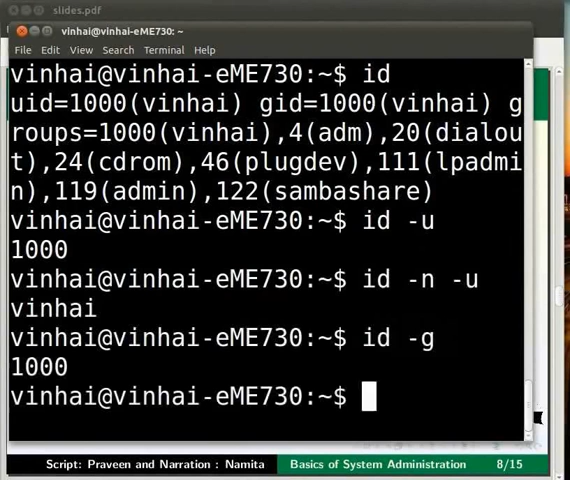 slides.pdf
vinhai@vinhai-eME730: ~
File Edit View Search Terminal Help
vinhai@vinhai-eME730:~$ id
uid=1000(vinhai) gid=1000(vinhai) g
roups=1000(vinhai),4(adm),20(dialou
t),24(cdrom),46(plugdev),111(lpadmi
n),119(admin),122(sambashare)
vinhai@vinhai-eME730:~$ id -u
1000
vinhai@vinhai-eME730:~$ id -n -u
vinhai
vinhai@vinhai-eME730:~$ id -g
1000
vinhai@vinhai-eME730:~$
Script: Praveen and Narration : Namita Basics of System Administration 8/15